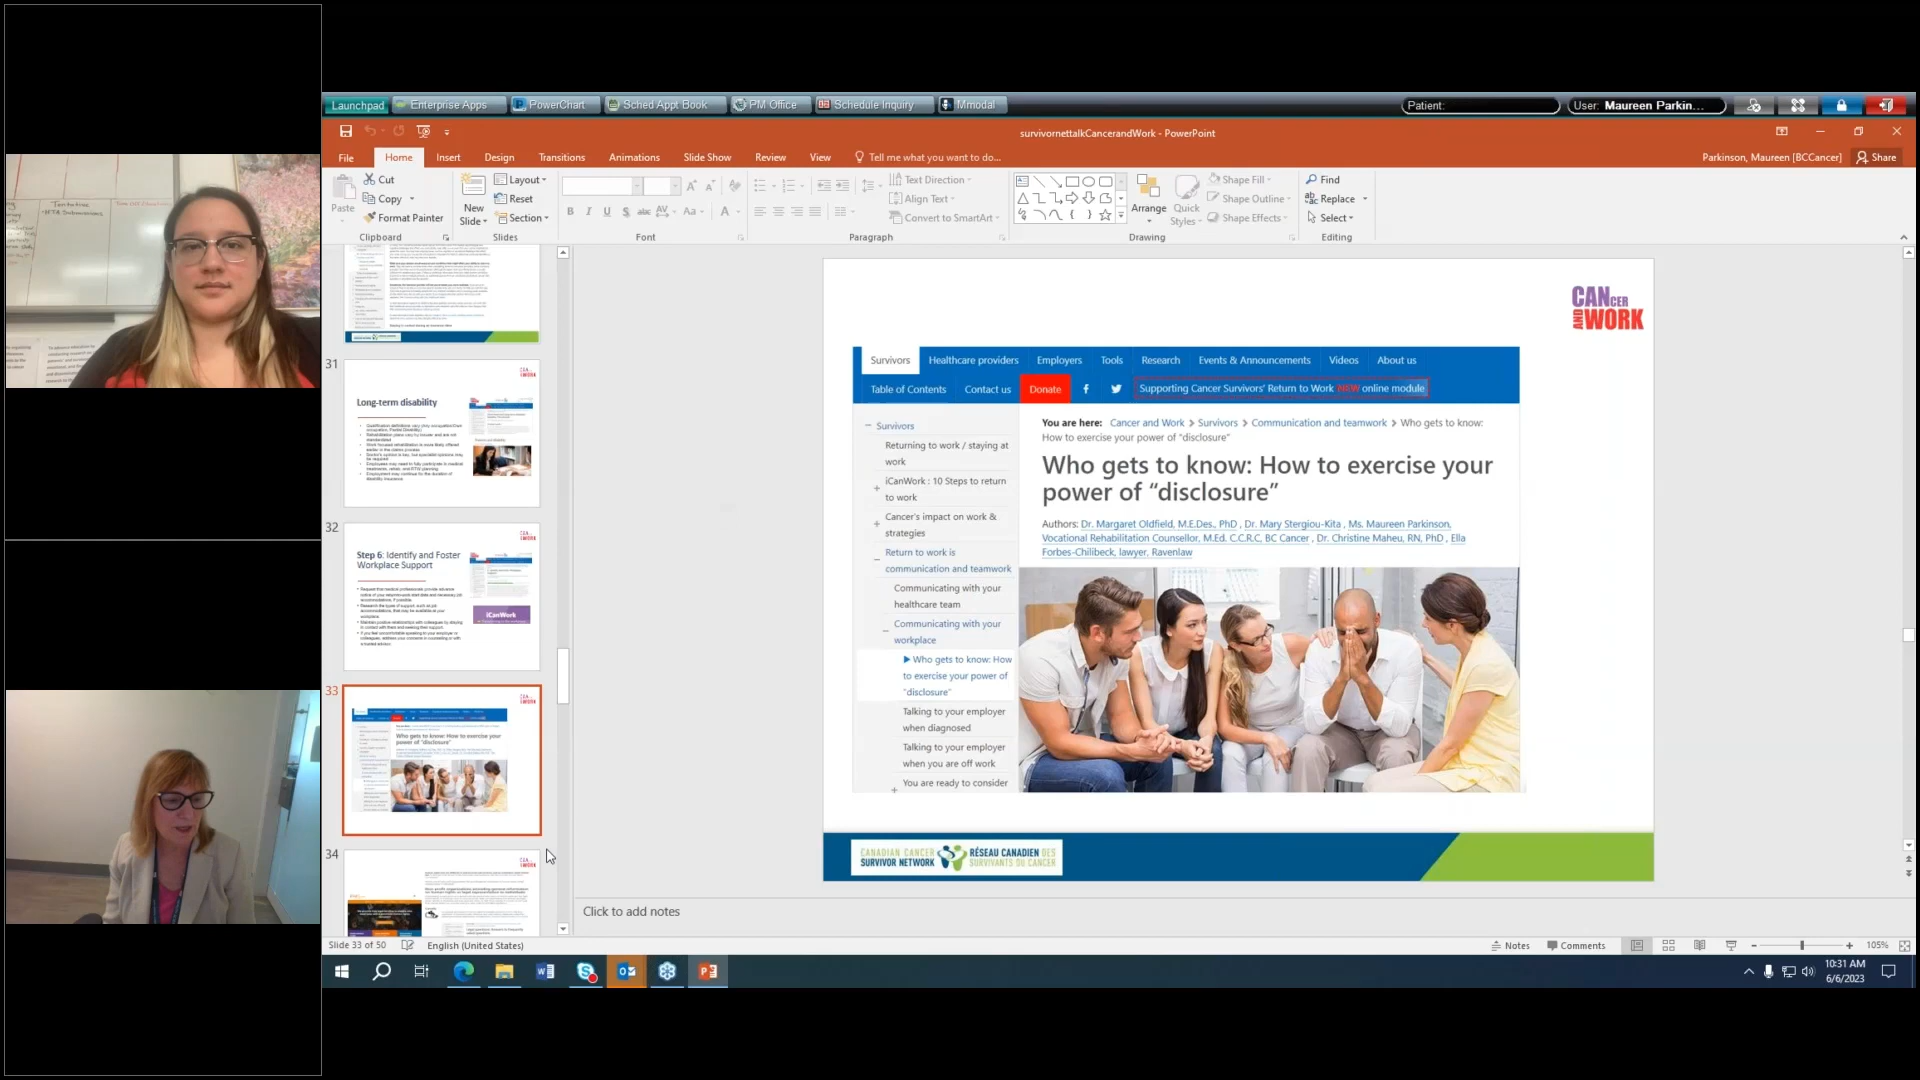 Launchpad Enterprise Apps PowerChart Sched Appt Book PM Office Schedule Inquiry Mmodal Patient: User: Maureen Parkin...
survivornettalkCancerandWork - PowerPoint
File Home Insert Design Transitions Animations Slide Show Review View Tell me what you want to do... Parkinson, Maureen [BCCancer] Share
Paste Cut Copy Format Painter Clipboard
New Slide Layout Reset Section Slides
Font
Text Direction Align Text Convert to SmartArt Paragraph
Arrange Quick Styles Shape Fill Shape Outline Shape Effects Drawing
Find Replace Select Editing
31
Long-term disability
32
Step 6: Identify and Foster
Workplace Support
iCanWork
33
Who gets to know: How to exercise your
power of "disclosure"
34
CANCER
AND WORK
Survivors Healthcare providers Employers Tools Research Events & Announcements Videos About us
Table of Contents Contact us Donate Supporting Cancer Survivors' Return to Work NEW online module
Survivors
Returning to work / staying at
work
iCanWork : 10 Steps to return
to work
Cancer's impact on work &
strategies
Return to work is
communication and teamwork
Communicating with your
healthcare team
Communicating with your
workplace
Who gets to know: How
to exercise your power of
"disclosure"
Talking to your employer
when diagnosed
Talking to your employer
when you are off work
You are ready to consider
You are here: Cancer and Work > Survivors > Communication and teamwork > Who gets to know:
How to exercise your power of "disclosure"
Who gets to know: How to exercise your
power of “disclosure”
Authors: Dr. Margaret Oldfield, M.E.Des., PhD , Dr. Mary Stergiou-Kita , Ms. Maureen Parkinson,
Vocational Rehabilitation Counsellor, M.Ed. C.C.R.C, BC Cancer , Dr. Christine Maheu, RN, PhD , Ella
Forbes-Chilibeck, lawyer, Ravenlaw
CANADIAN CANCER
SURVIVOR NETWORK
RÉSEAU CANADIEN DES
SURVIVANTS DU CANCER
Click to add notes
Slide 33 of 50 English (United States) Notes Comments 105%
10:31 AM
6/6/2023